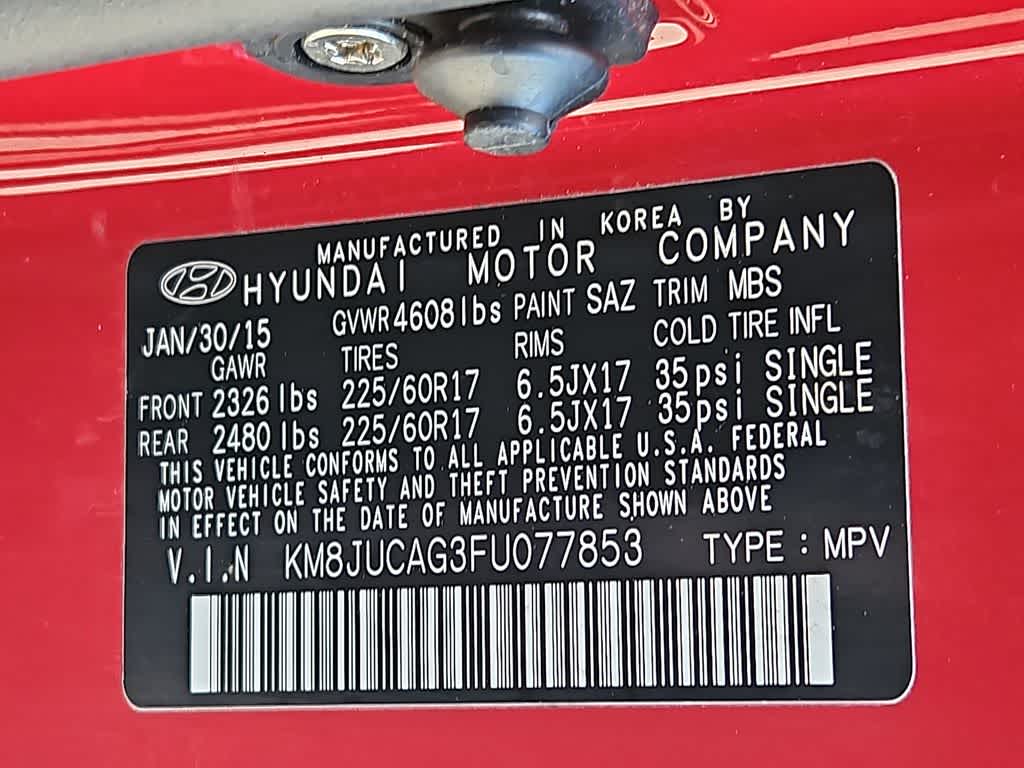 MANUFACTURED IN KOREA BY
HYUNDAI MOTOR COMPANY
JAN/30/15 GVWR 4608lbs PAINT SAZ TRIM MBS
GAWR TIRES RIMS COLD TIRE INFL
FRONT 2326 lbs 225/60R17 6.5JX17 35psi SINGLE
REAR 2480 lbs 225/60R17 6.5JX17 35psi SINGLE
THIS VEHICLE CONFORMS TO ALL APPLICABLE U.S.A. FEDERAL
MOTOR VEHICLE SAFETY AND THEFT PREVENTION STANDARDS
IN EFFECT ON THE DATE OF MANUFACTURE SHOWN ABOVE
V.I.N KM8JUCAG3FU077853 TYPE : MPV